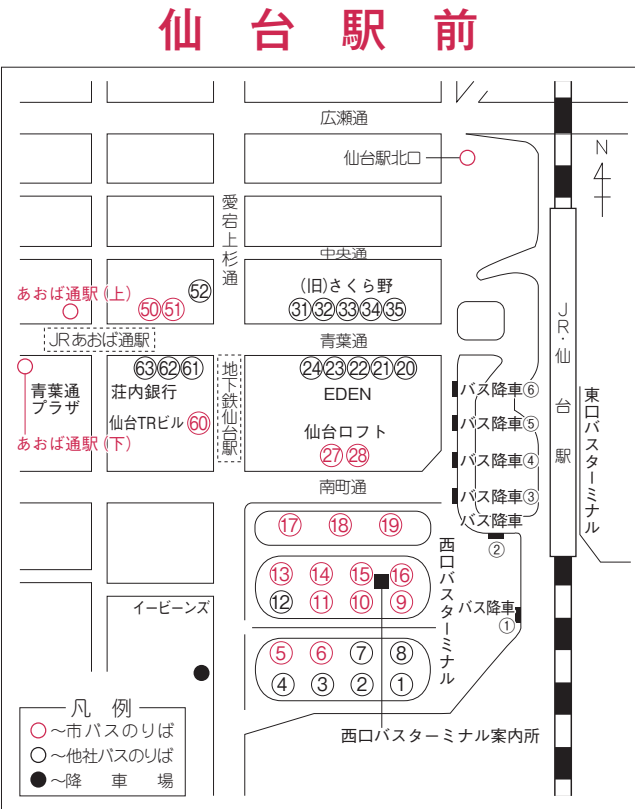 仙台駅前
広瀬通
仙台駅北口
N
愛宕上杉通
中央通
(旧)さくら野
あおば通駅(上)
50 51
52
31 32 33 34 35
JRあおば通駅
青葉通
JR・仙台駅
63 62 61
24 23 22 21 20
バス降車⑥
青葉通
プラザ
荘内銀行
地下鉄仙台駅
EDEN
東口バスターミナル
仙台TRビル 60
仙台ロフト
バス降車⑤
あおば通駅(下)
27 28
バス降車④
南町通
バス降車③
⑰ ⑱ ⑲
バス降車
②
西口バスターミナル
⑬ ⑭ ⑮ ⑯
⑫ ⑪ ⑩ ⑨
イービーンズ
バス降車
①
⑤ ⑥ ⑦ ⑧
④ ③ ② ①
西口バスターミナル案内所
凡例
○～市バスのりば
○～他社バスのりば
●～降車場